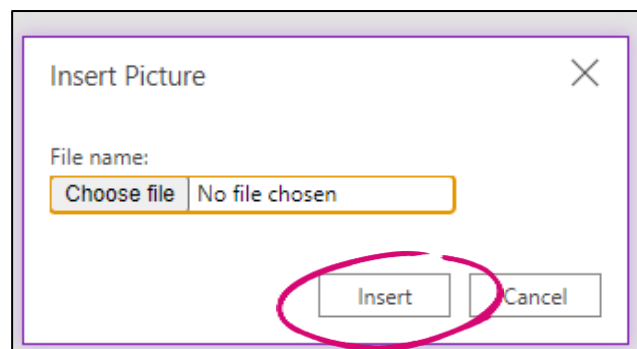 Insert Picture
File name:
Choose file No file chosen
Insert Cancel